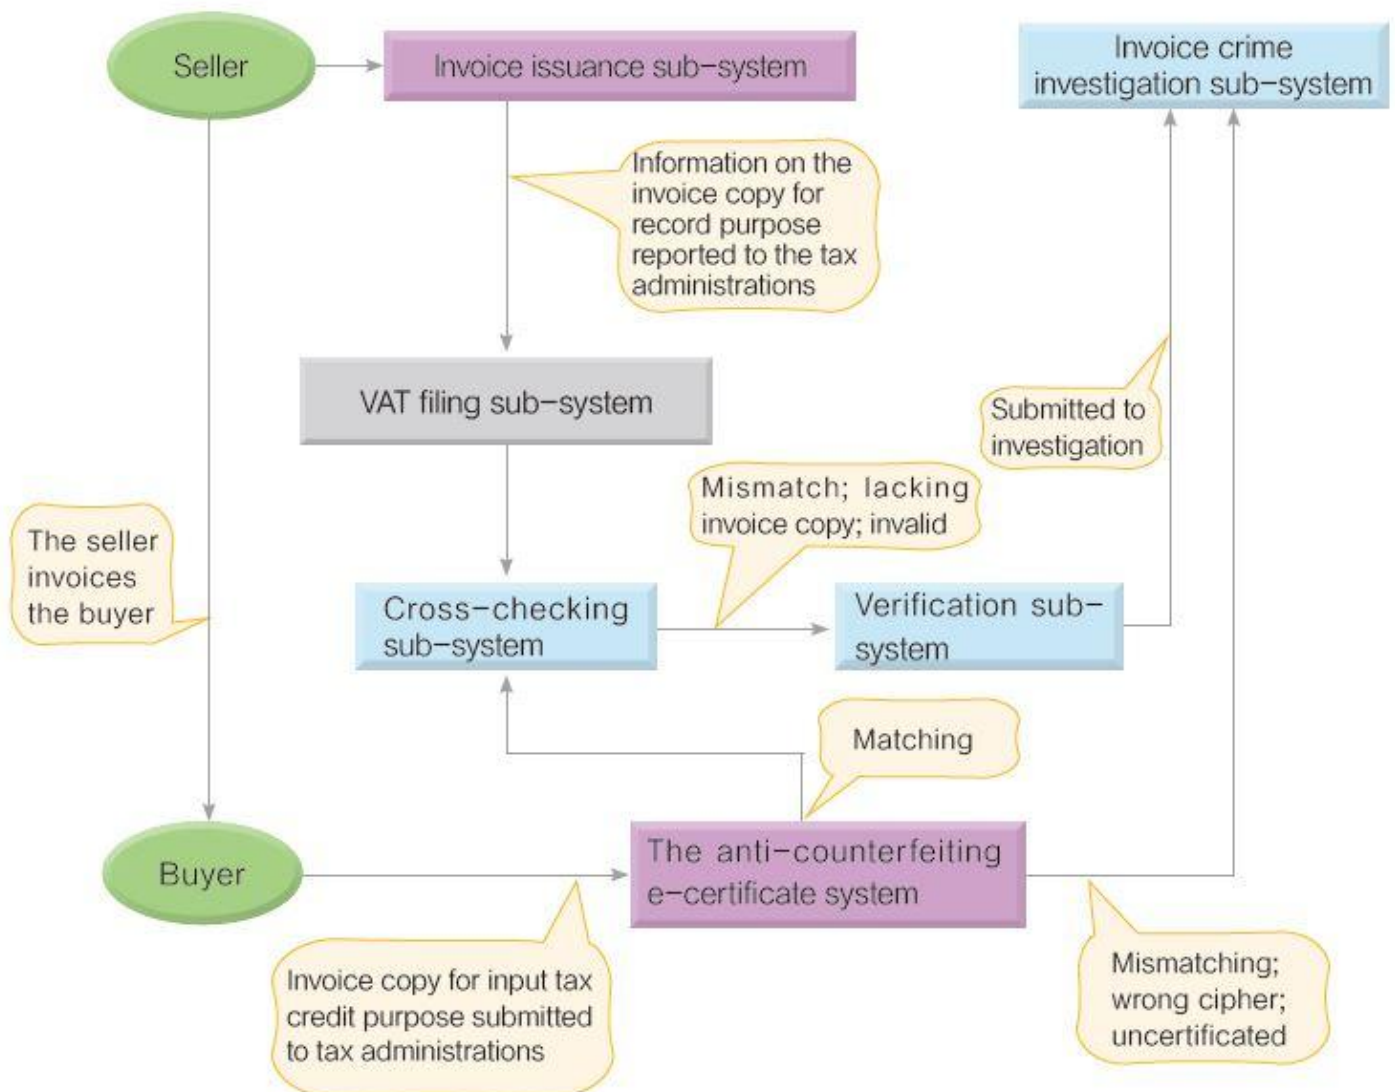 Seller
Invoice issuance sub-system
Invoice crime
investigation sub-system
Information on the
invoice copy for
record purpose
reported to the tax
administrations
VAT filing sub-system
Submitted to
investigation
Mismatch; lacking
invoice copy; invalid
The seller
invoices
the buyer
Cross-checking
sub-system
Verification sub-
system
Matching
Buyer
The anti-counterfeiting
e-certificate system
Invoice copy for input tax
credit purpose submitted
to tax administrations
Mismatching;
wrong cipher;
uncertificated